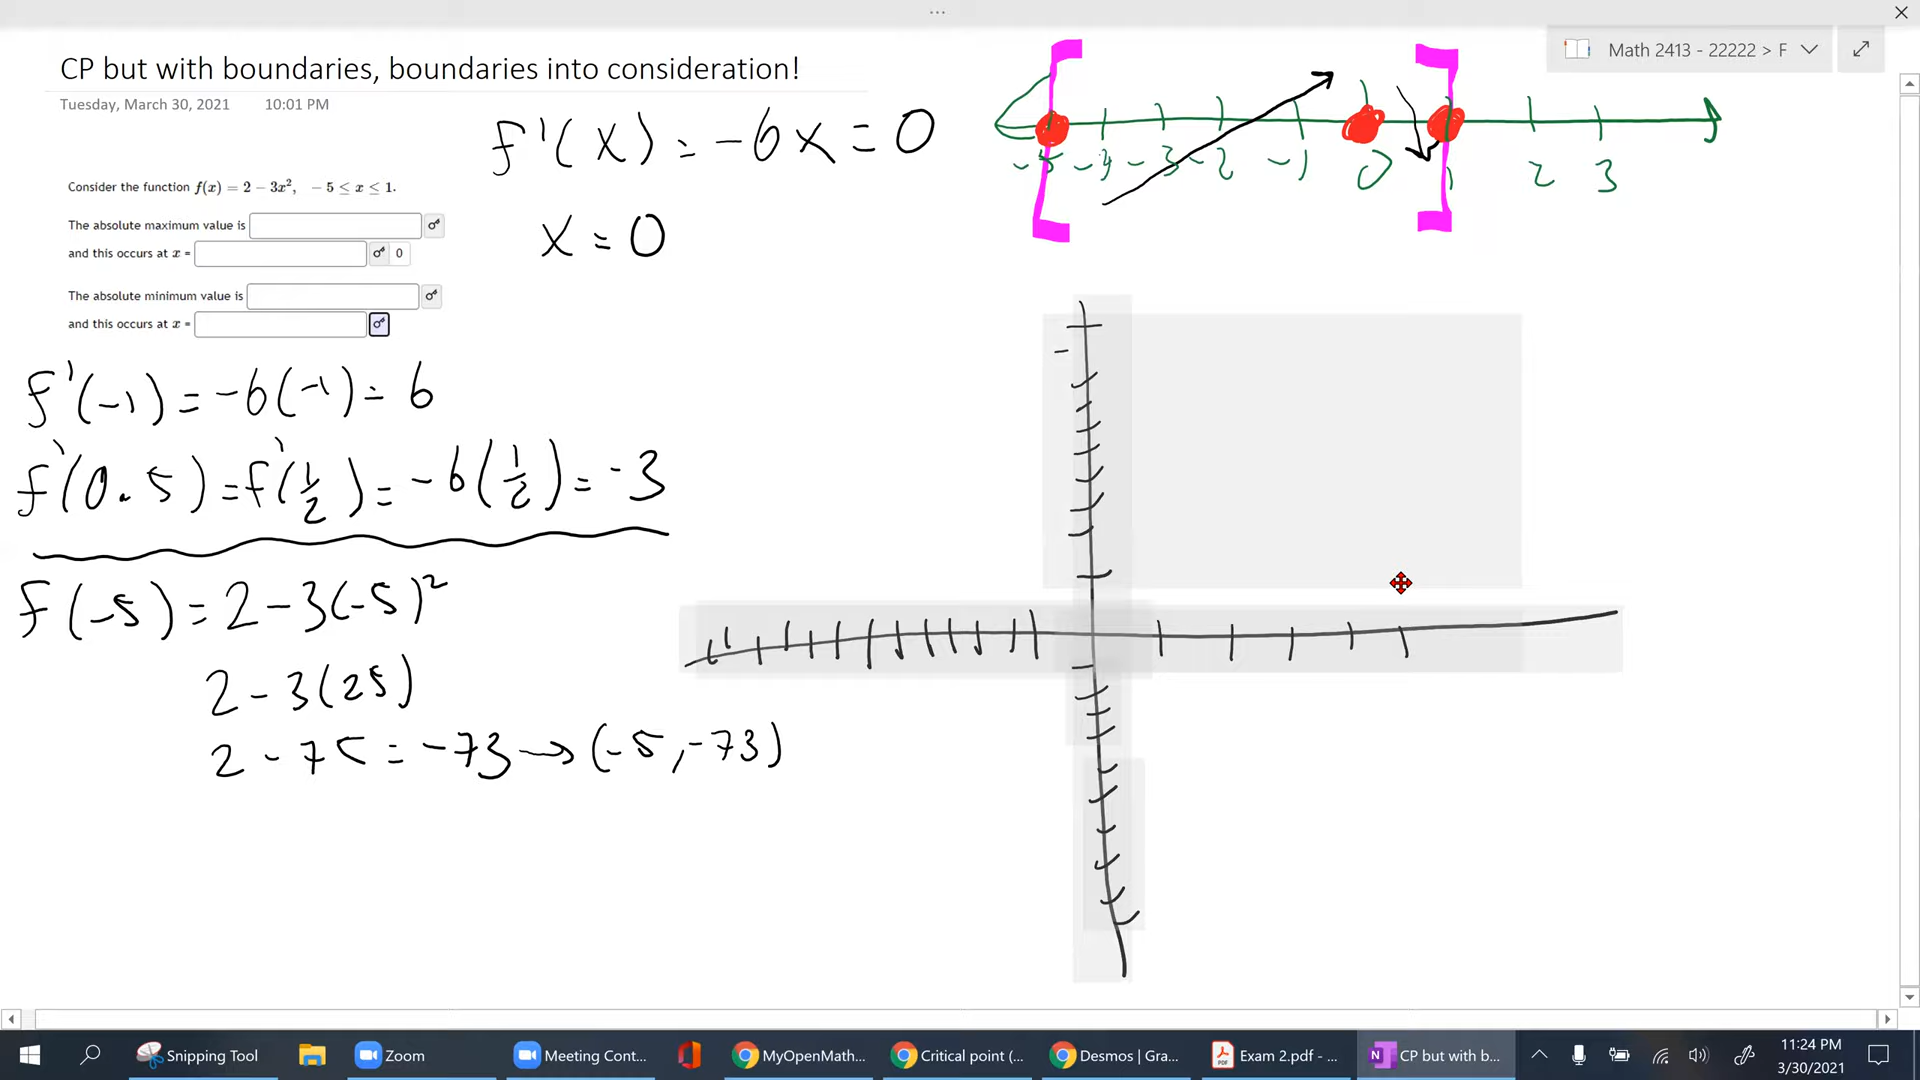 Math 2413 - 22222 > F
CP but with boundaries, boundaries into consideration!
Tuesday, March 30, 2021 10:01 PM
f'(x) = -6x = 0
x = 0
-5 -4 -3 -2 -1 0 1 2 3
Consider the function f(x) = 2 − 3x², −5 ≤ x ≤ 1.
The absolute maximum value is
and this occurs at x = 0
The absolute minimum value is
and this occurs at x =
f'(-1) = -6(-1) = 6
f'(0.5) = f'(1/2) = -6(1/2) = -3
f(-5) = 2 - 3(-5)²
2 - 3(25)
2 - 75 = -73 → (-5, -73)
Snipping Tool
Zoom
Meeting Cont...
MyOpenMath...
Critical point (...
Desmos | Gra...
Exam 2.pdf - ...
CP but with b...
11:24 PM
3/30/2021